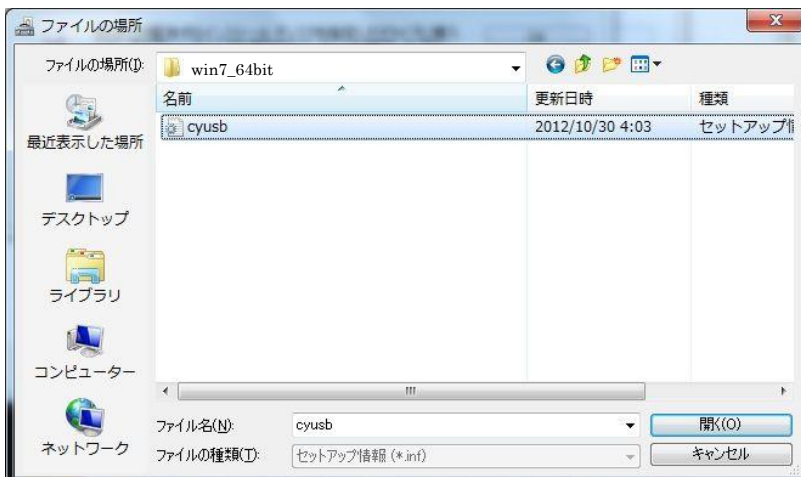 ファイルの場所
ファイルの場所(I):
win7_64bit
名前
更新日時
種類
cyusb
2012/10/30 4:03
セットアップ情
最近表示した場所
デスクトップ
ライブラリ
コンピューター
ネットワーク
ファイル名(N):
cyusb
開く(O)
ファイルの種類(T):
セットアップ情報 (*.inf)
キャンセル